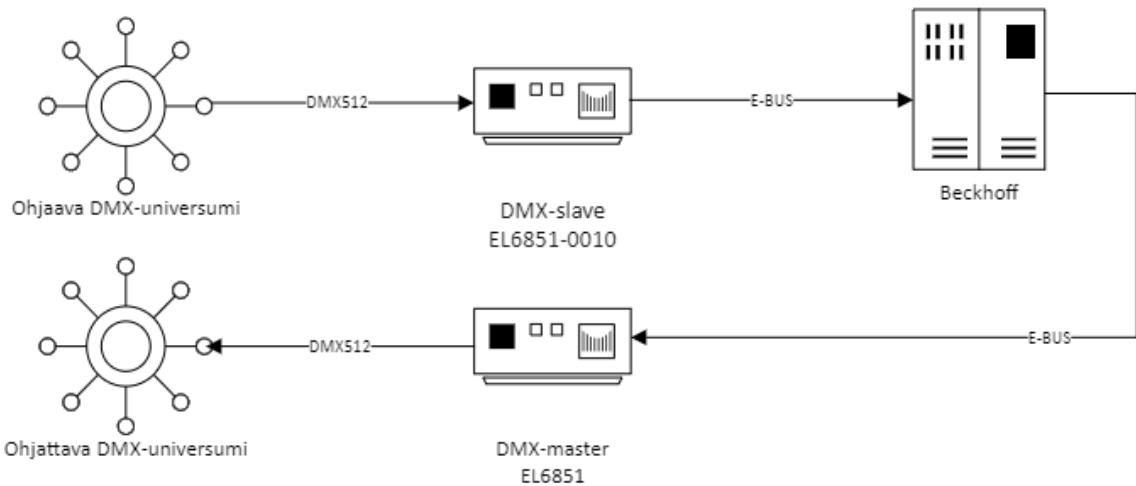 DMX512
E-BUS
Ohjaava DMX-universumi
DMX-slave
EL6851-0010
Beckhoff
DMX512
E-BUS
Ohjattava DMX-universumi
DMX-master
EL6851